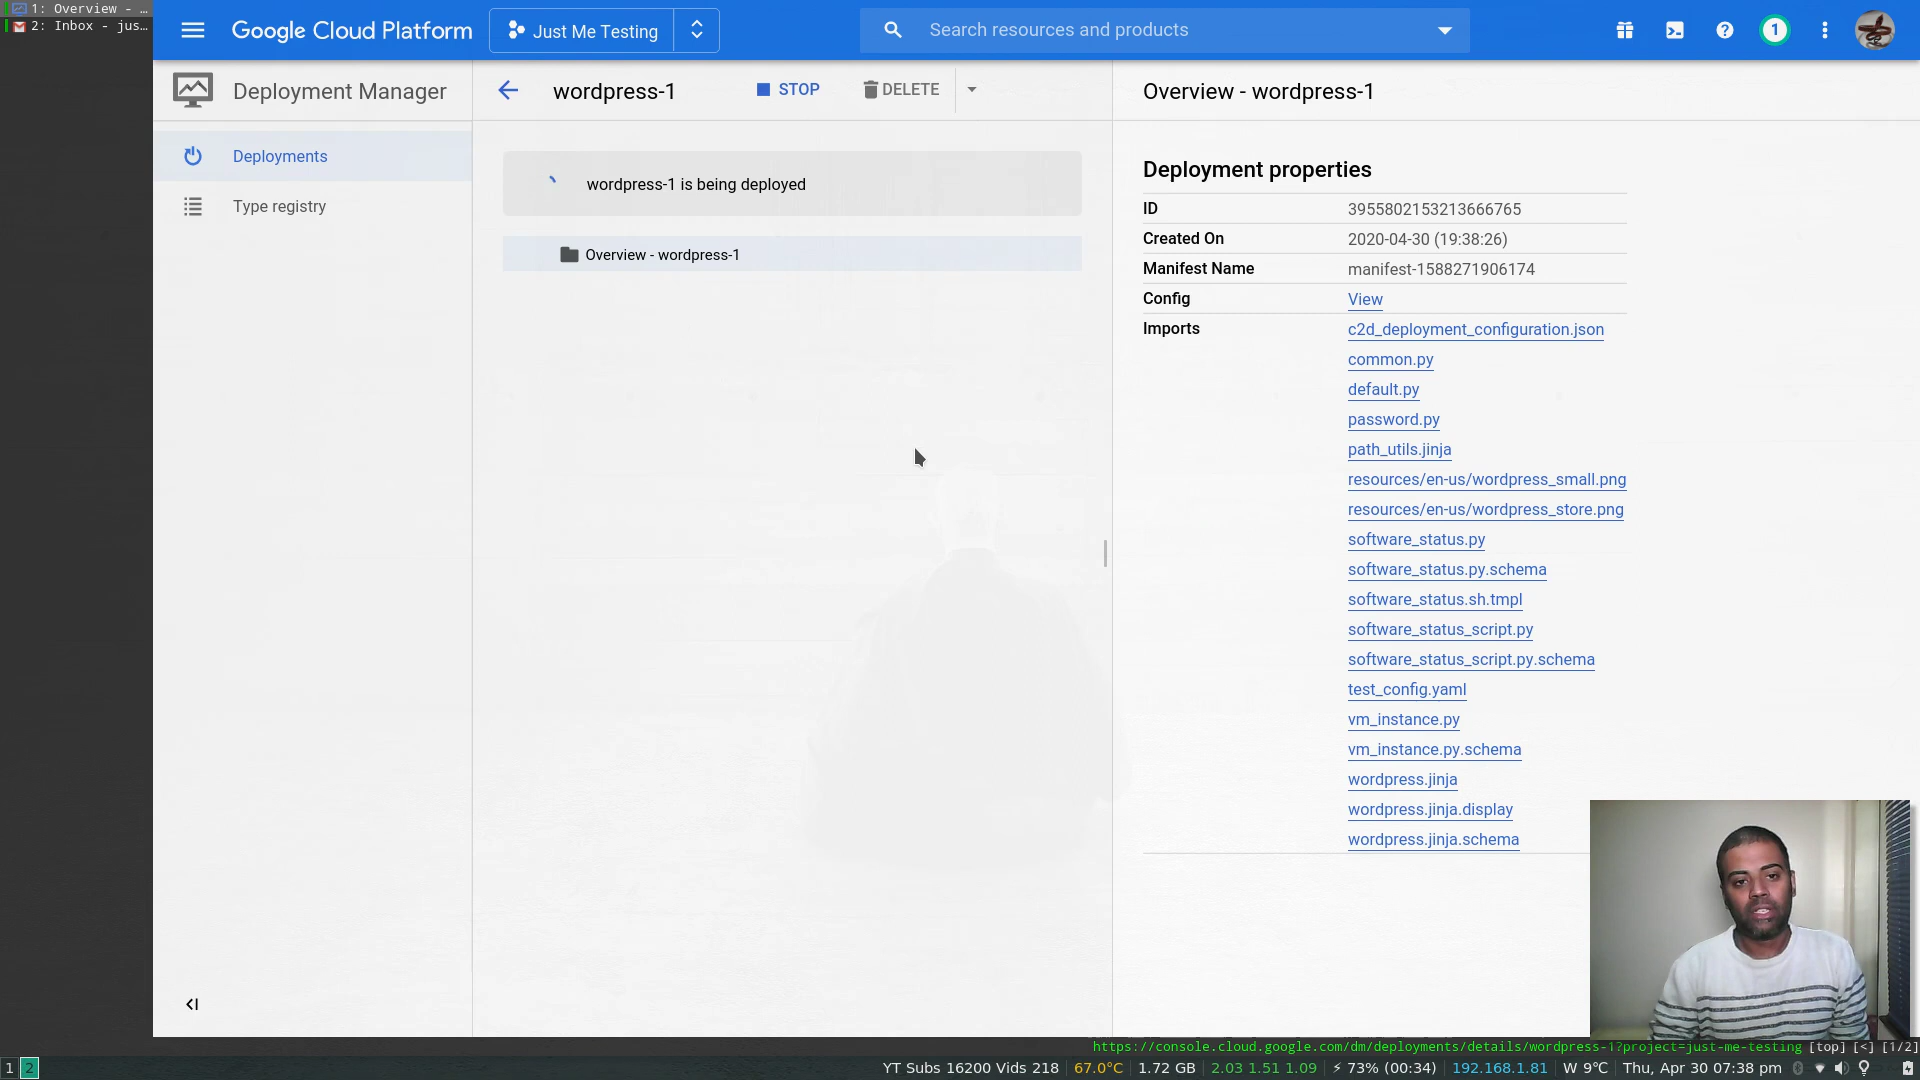 1: Overview - …
2: Inbox - jus…
Google Cloud Platform
Just Me Testing
Search resources and products
1
Deployment Manager
wordpress-1
STOP
DELETE
Overview - wordpress-1
Deployments
Type registry
wordpress-1 is being deployed
Overview - wordpress-1
Deployment properties
ID 3955802153213666765
Created On 2020-04-30 (19:38:26)
Manifest Name manifest-1588271906174
Config View
Imports c2d_deployment_configuration.json
common.py
default.py
password.py
path_utils.jinja
resources/en-us/wordpress_small.png
resources/en-us/wordpress_store.png
software_status.py
software_status.py.schema
software_status.sh.tmpl
software_status_script.py
software_status_script.py.schema
test_config.yaml
vm_instance.py
vm_instance.py.schema
wordpress.jinja
wordpress.jinja.display
wordpress.jinja.schema
https://console.cloud.google.com/dm/deployments/details/wordpress-1?project=just-me-testing [top] [<] [1/2]
1 2 YT Subs 16200 Vids 218 67.0°C 1.72 GB 2.03 1.51 1.09 ⚡ 73% (00:34) 192.168.1.81 W 9°C Thu, Apr 30 07:38 pm